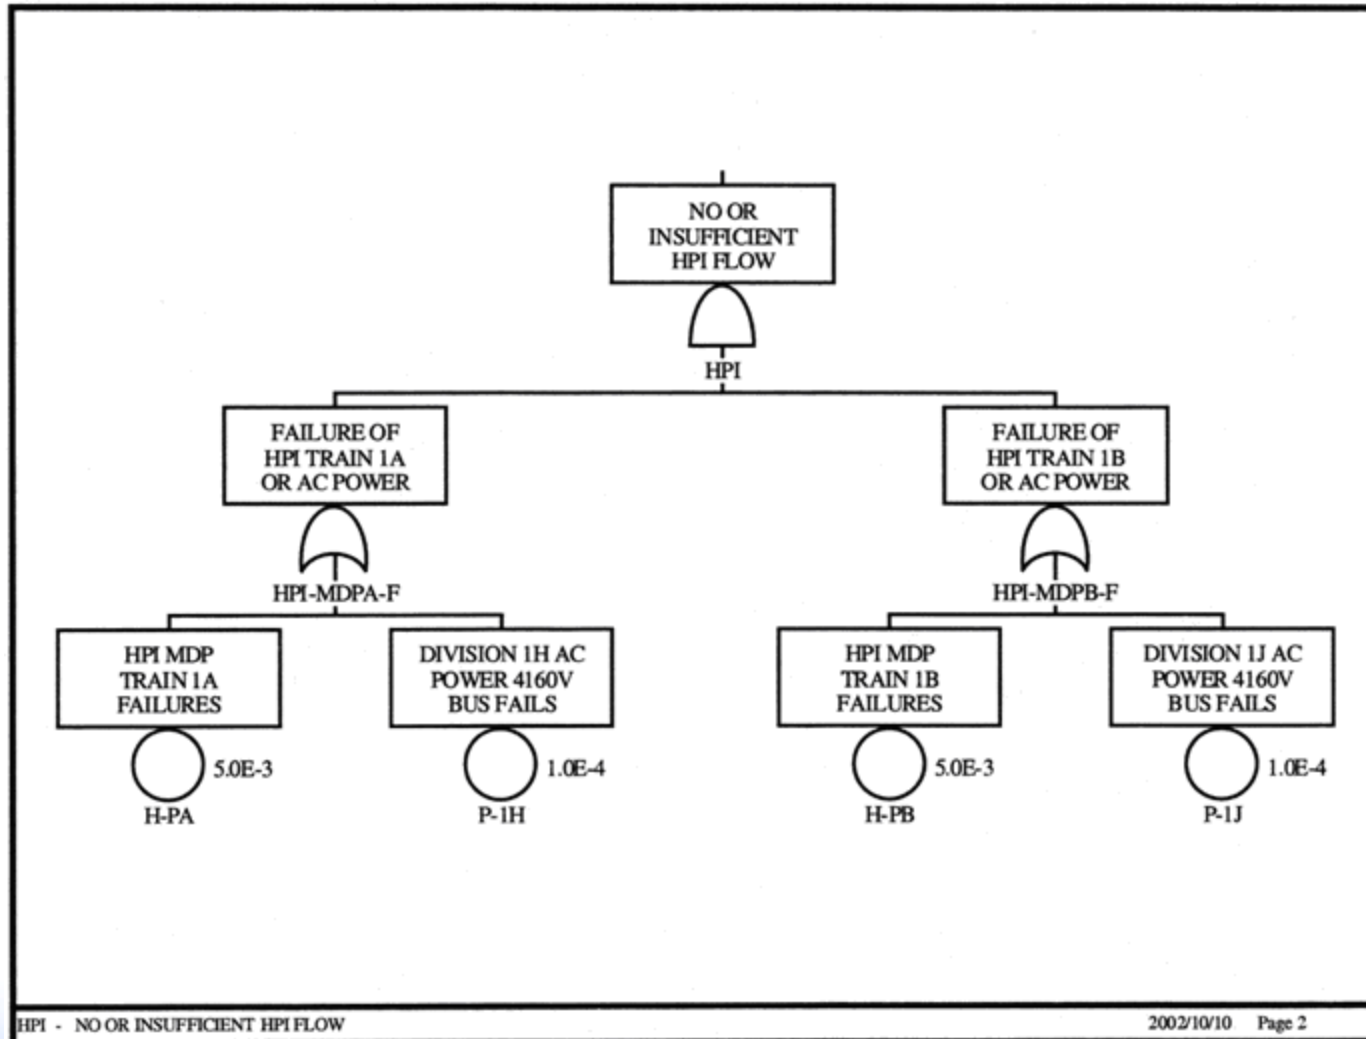 NO OR
INSUFFICIENT
HPI FLOW
HPI
FAILURE OF
HPI TRAIN 1A
OR AC POWER
FAILURE OF
HPI TRAIN 1B
OR AC POWER
HPI-MDPA-F
HPI-MDPB-F
HPI MDP
TRAIN 1A
FAILURES
DIVISION 1H AC
POWER 4160V
BUS FAILS
HPI MDP
TRAIN 1B
FAILURES
DIVISION 1J AC
POWER 4160V
BUS FAILS
5.0E-3
1.0E-4
5.0E-3
1.0E-4
H-PA
P-1H
H-PB
P-1J
HPI - NO OR INSUFFICIENT HPI FLOW
2002/10/10 Page 2